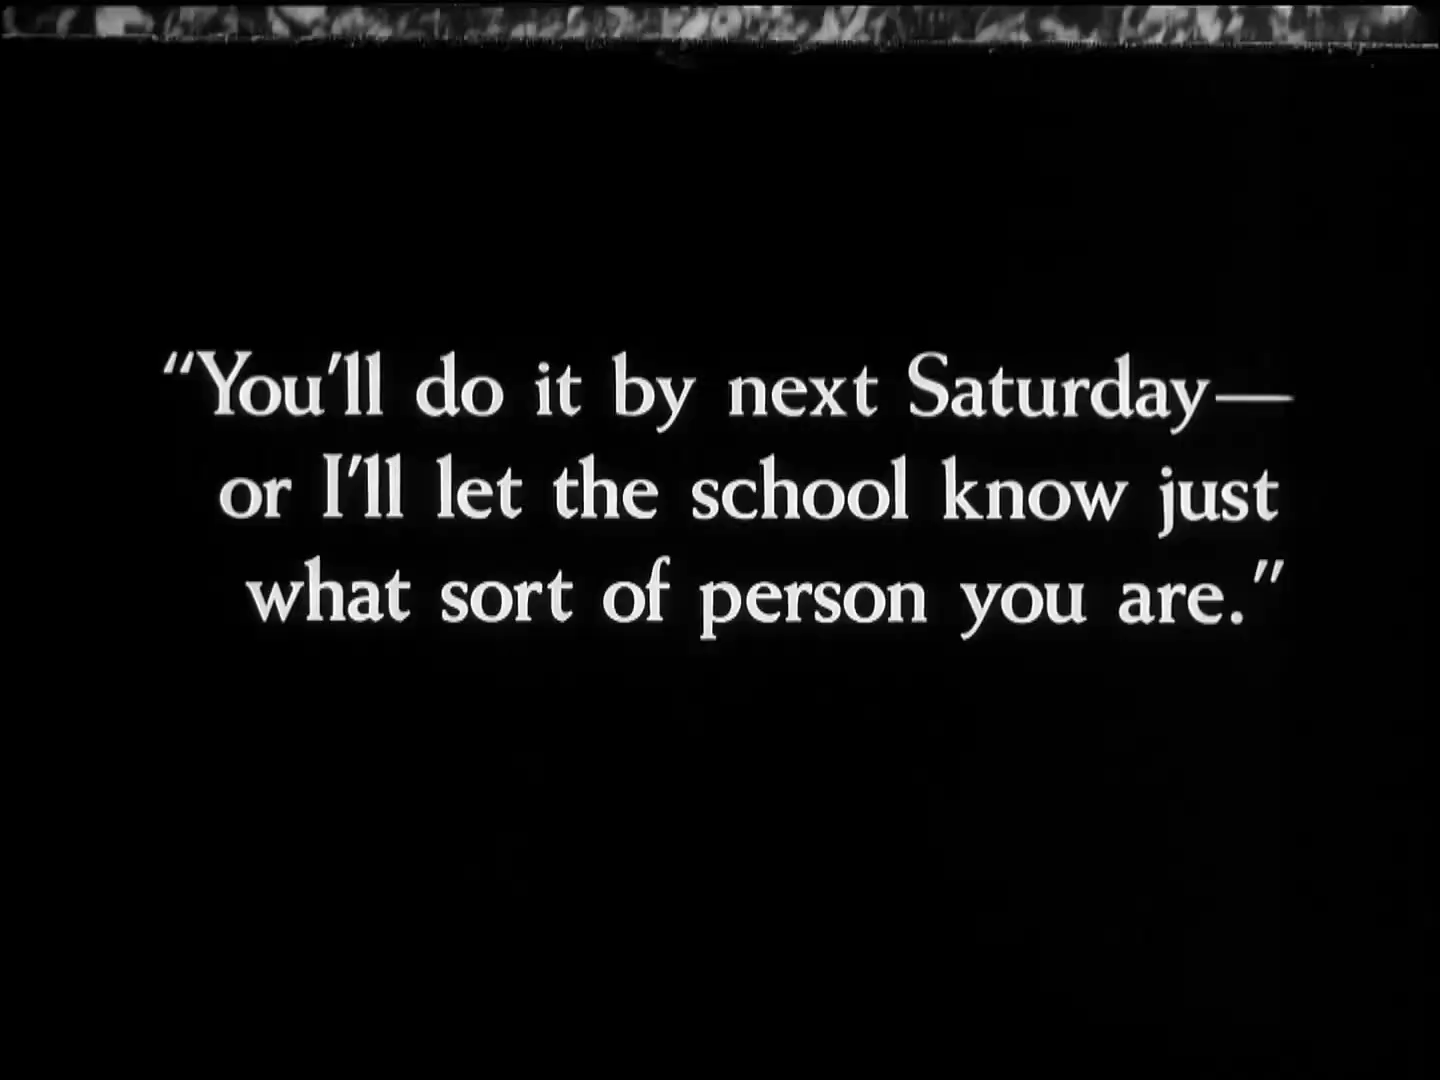 “You’ll do it by next Saturday—
or I’ll let the school know just
what sort of person you are.”